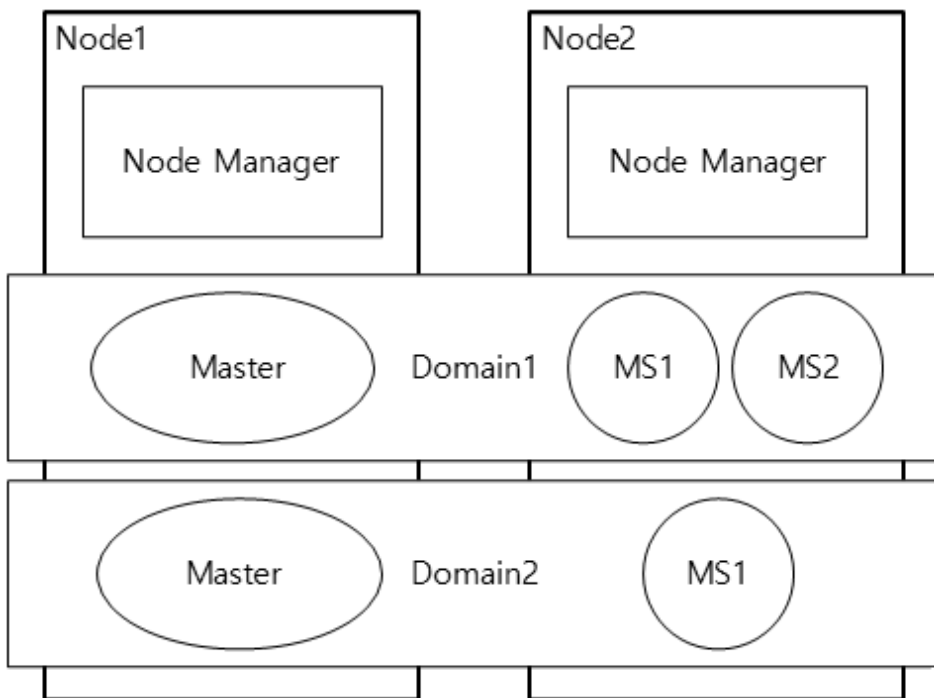 Node1
Node2
Node Manager
Node Manager
Master
Domain1
MS1
MS2
Master
Domain2
MS1